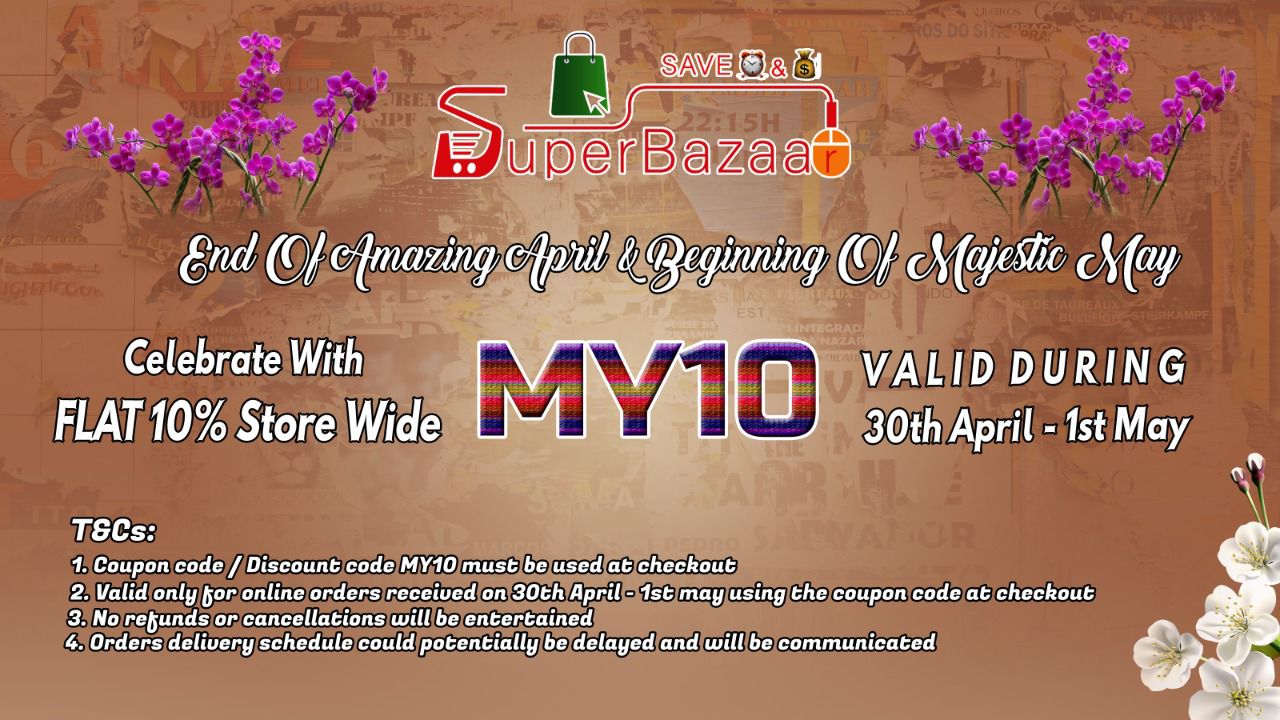 SAVE ⏰ & 💰
SuperBazaar
End Of Amazing April & Beginning Of Majestic May
Celebrate With
FLAT 10% Store Wide
MY10
VALID DURING
30th April - 1st May
T&Cs:
1. Coupon code / Discount code MY10 must be used at checkout
2. Valid only for online orders received on 30th April - 1st may using the coupon code at checkout
3. No refunds or cancellations will be entertained
4. Orders delivery schedule could potentially be delayed and will be communicated
22:15H